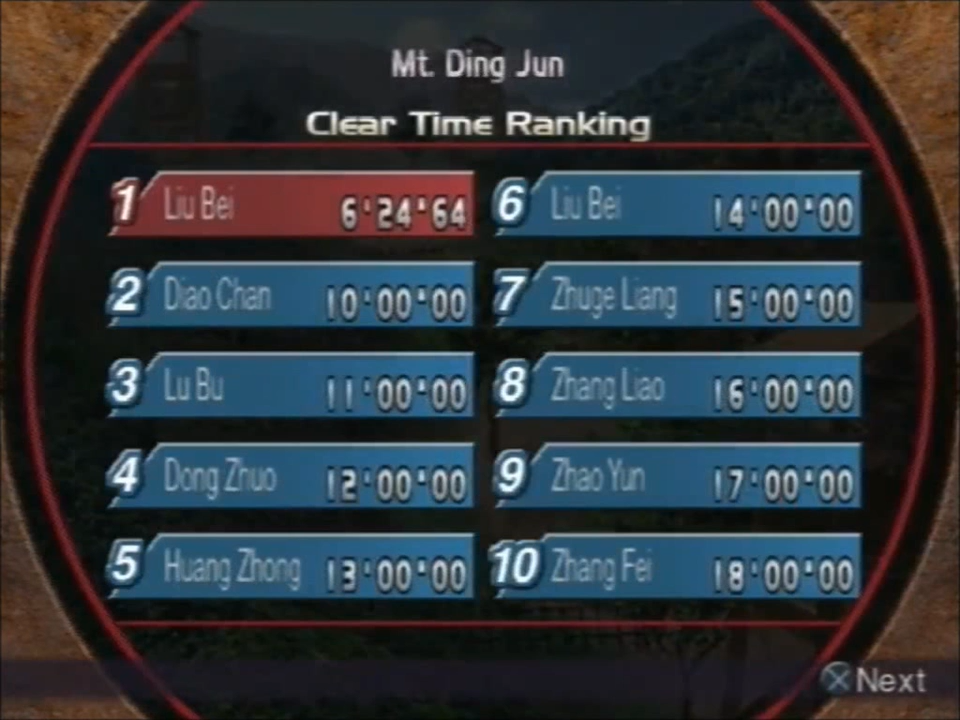 Mt. Ding Jun
Clear Time Ranking
1 Liu Bei 6'24"64
2 Diao Chan 10'00"00
3 Lu Bu 11'00"00
4 Dong Zhuo 12'00"00
5 Huang Zhong 13'00"00
6 Liu Bei 14'00"00
7 Zhuge Liang 15'00"00
8 Zhang Liao 16'00"00
9 Zhao Yun 17'00"00
10 Zhang Fei 18'00"00
Next